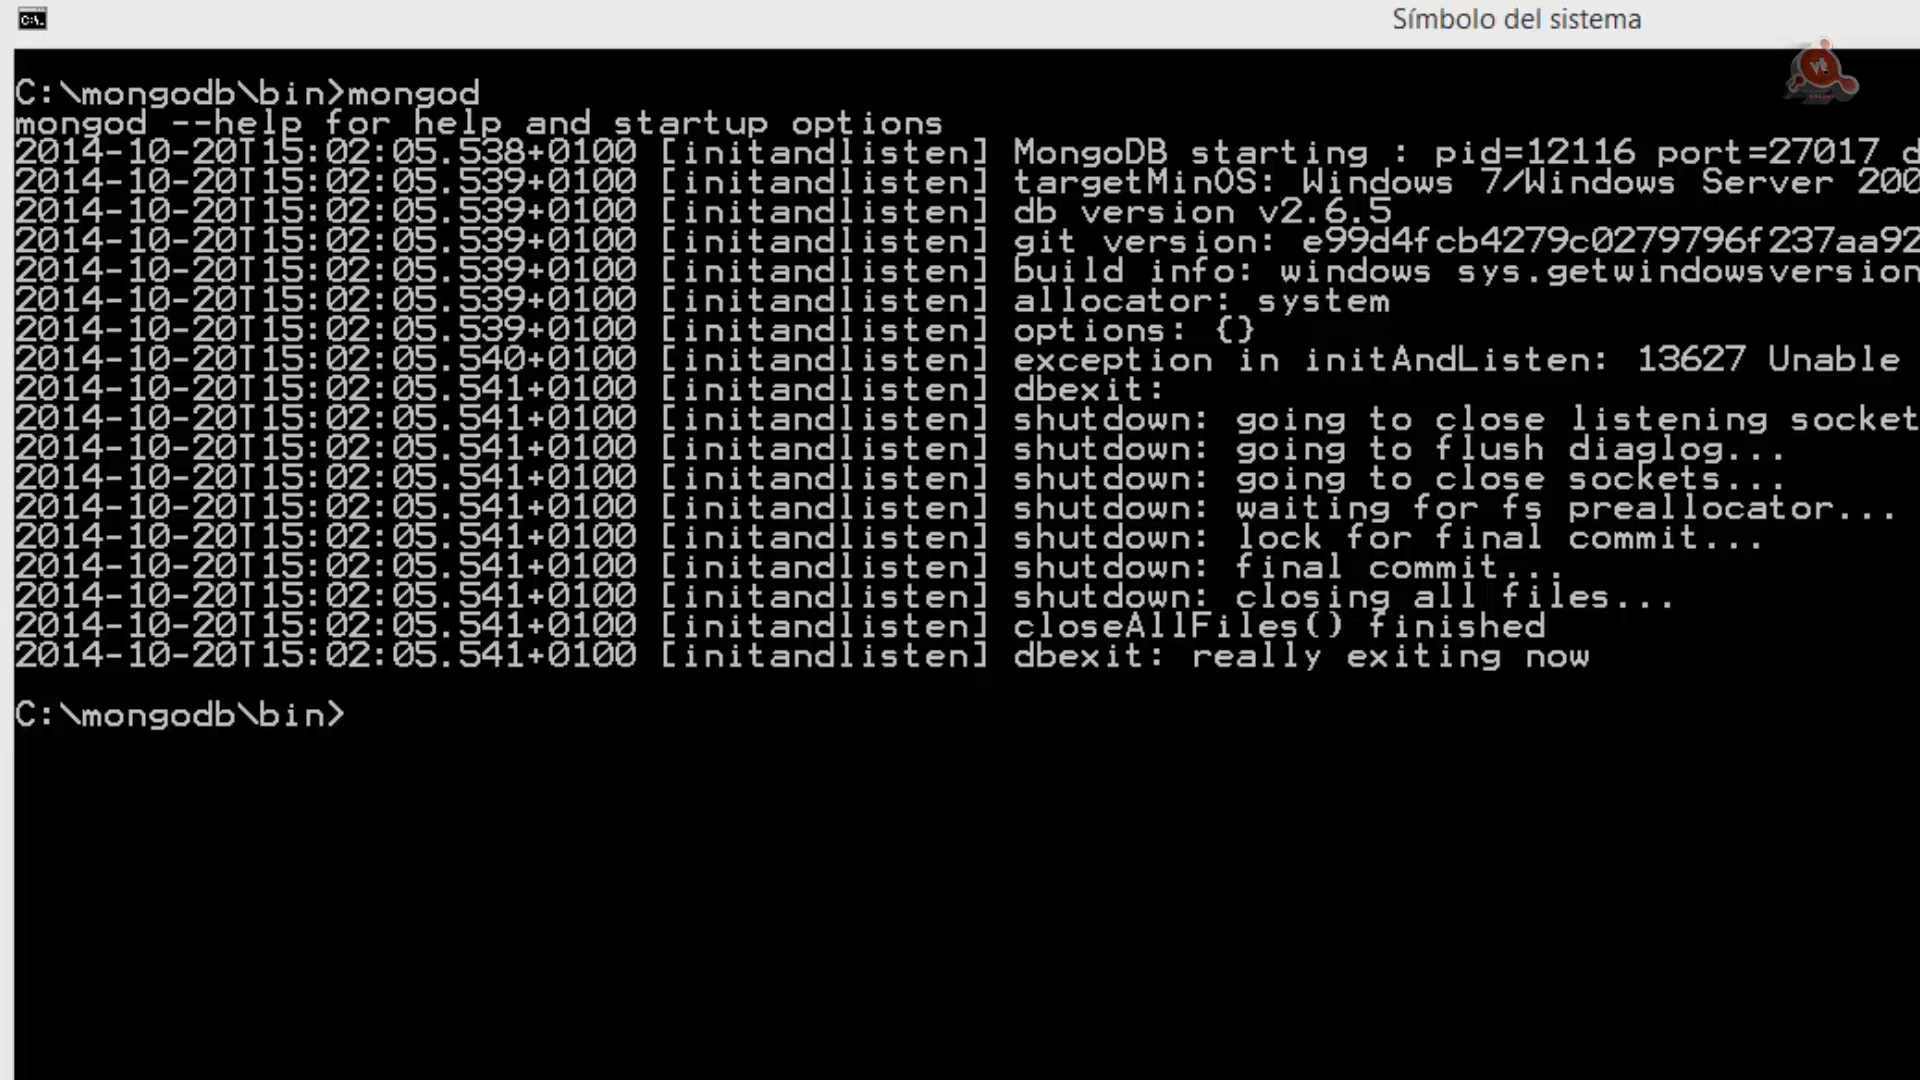 Símbolo del sistema
C:\mongodb\bin>mongod
mongod --help for help and startup options
2014-10-20T15:02:05.538+0100 [initandlisten] MongoDB starting : pid=12116 port=27017 d
2014-10-20T15:02:05.539+0100 [initandlisten] targetMinOS: Windows 7/Windows Server 200
2014-10-20T15:02:05.539+0100 [initandlisten] db version v2.6.5
2014-10-20T15:02:05.539+0100 [initandlisten] git version: e99d4fcb4279c0279796f237aa92
2014-10-20T15:02:05.539+0100 [initandlisten] build info: windows sys.getwindowsversion
2014-10-20T15:02:05.539+0100 [initandlisten] allocator: system
2014-10-20T15:02:05.539+0100 [initandlisten] options: {}
2014-10-20T15:02:05.540+0100 [initandlisten] exception in initAndListen: 13627 Unable
2014-10-20T15:02:05.541+0100 [initandlisten] dbexit:
2014-10-20T15:02:05.541+0100 [initandlisten] shutdown: going to close listening socket
2014-10-20T15:02:05.541+0100 [initandlisten] shutdown: going to flush diaglog...
2014-10-20T15:02:05.541+0100 [initandlisten] shutdown: going to close sockets...
2014-10-20T15:02:05.541+0100 [initandlisten] shutdown: waiting for fs preallocator...
2014-10-20T15:02:05.541+0100 [initandlisten] shutdown: lock for final commit...
2014-10-20T15:02:05.541+0100 [initandlisten] shutdown: final commit...
2014-10-20T15:02:05.541+0100 [initandlisten] shutdown: closing all files...
2014-10-20T15:02:05.541+0100 [initandlisten] closeAllFiles() finished
2014-10-20T15:02:05.541+0100 [initandlisten] dbexit: really exiting now
C:\mongodb\bin>